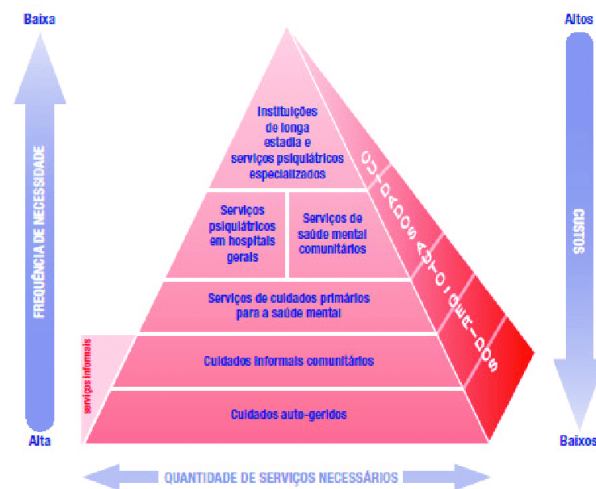 Baixa
Altos
FREQUÊNCIA DE NECESSIDADE
CUSTOS
Instituições
de longa
estadia e
serviços psiquiátricos
especializados
CUIDADOS AUTOGERIDOS
Serviços
psiquiátricos
em hospitais
gerais
Serviços de
saúde mental
comunitários
Serviços de cuidados primários
para a saúde mental
serviços informais
Cuidados informais comunitários
Cuidados auto-geridos
Alta
Baixos
QUANTIDADE DE SERVIÇOS NECESSÁRIOS